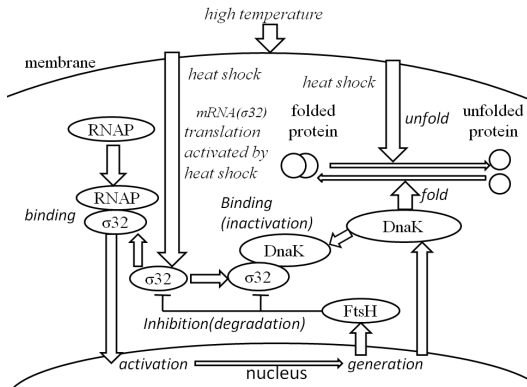 high temperature
membrane
heat shock
heat shock
mRNA(σ32)
translation
activated by
heat shock
folded
protein
unfold
unfolded
protein
RNAP
RNAP
binding
σ32
Binding
(inactivation)
fold
DnaK
DnaK
σ32
σ32
FtsH
Inhibition(degradation)
activation
nucleus
generation